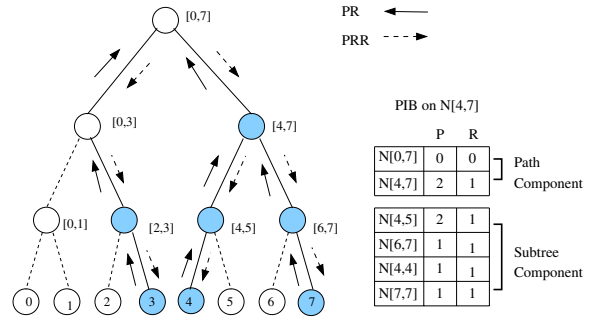 [0,7]
PR
PRR
[0,3]
[4,7]
[0,1]
[2,3]
[4,5]
[6,7]
0
1
2
3
4
5
6
7
PIB on N[4,7]
P R
N[0,7] 0 0
N[4,7] 2 1
Path
Component
N[4,5] 2 1
N[6,7] 1 1
N[4,4] 1 1
N[7,7] 1 1
Subtree
Component